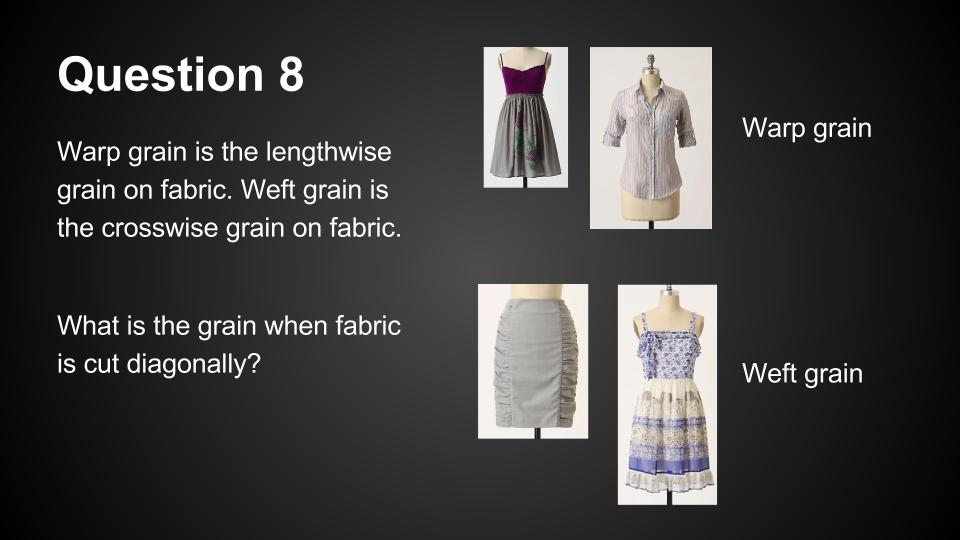 Question 8
Warp grain is the lengthwise
grain on fabric. Weft grain is
the crosswise grain on fabric.
What is the grain when fabric
is cut diagonally?
Warp grain
Weft grain